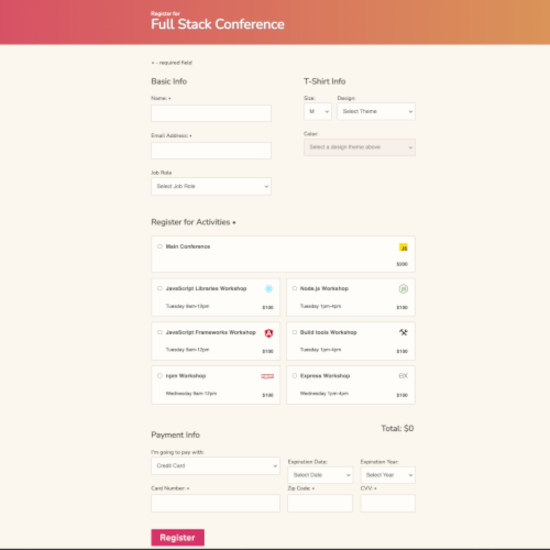 Register for
Full Stack Conference
* - required field
Basic Info
Name: *
Email Address: *
Job Role
Select Job Role
T-Shirt Info
Size:
M
Design:
Select Theme
Color:
Select a design theme above
Register for Activities *
Main Conference
JS
$200
JavaScript Libraries Workshop
Tuesday 9am-12pm
$100
Node.js Workshop
Tuesday 1pm-4pm
$100
JavaScript Frameworks Workshop
Tuesday 9am-12pm
$100
Build tools Workshop
Tuesday 1pm-4pm
$100
npm Workshop
Wednesday 9am-12pm
$100
Express Workshop
EX
Wednesday 1pm-4pm
$100
Total: $0
Payment Info
I'm going to pay with:
Credit Card
Expiration Date:
Select Date
Expiration Year:
Select Year
Card Number: *
Zip Code: *
CVV: *
Register